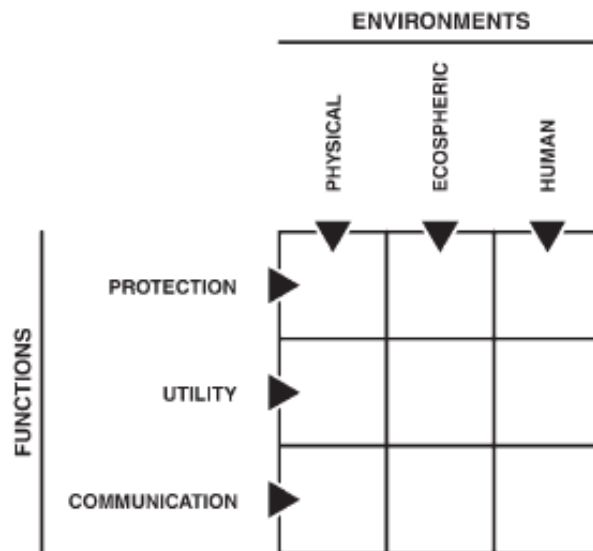 ENVIRONMENTS
PHYSICAL
ECOSPHERIC
HUMAN
FUNCTIONS
PROTECTION
UTILITY
COMMUNICATION